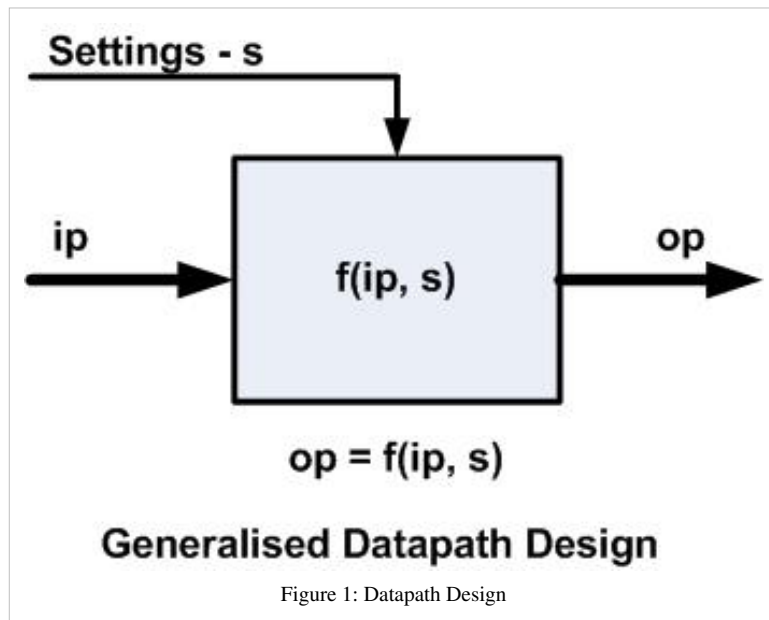 Settings - s
ip
f(ip, s)
op
op = f(ip, s)
Generalised Datapath Design
Figure 1: Datapath Design